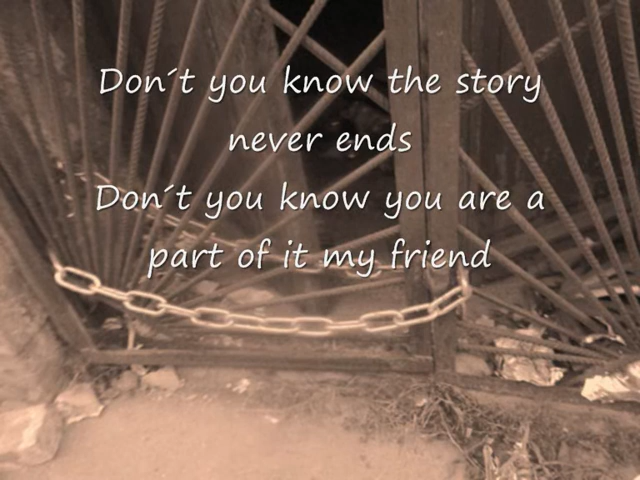 Don´t you know the story
never ends
Don´t you know you are a
part of it my friend